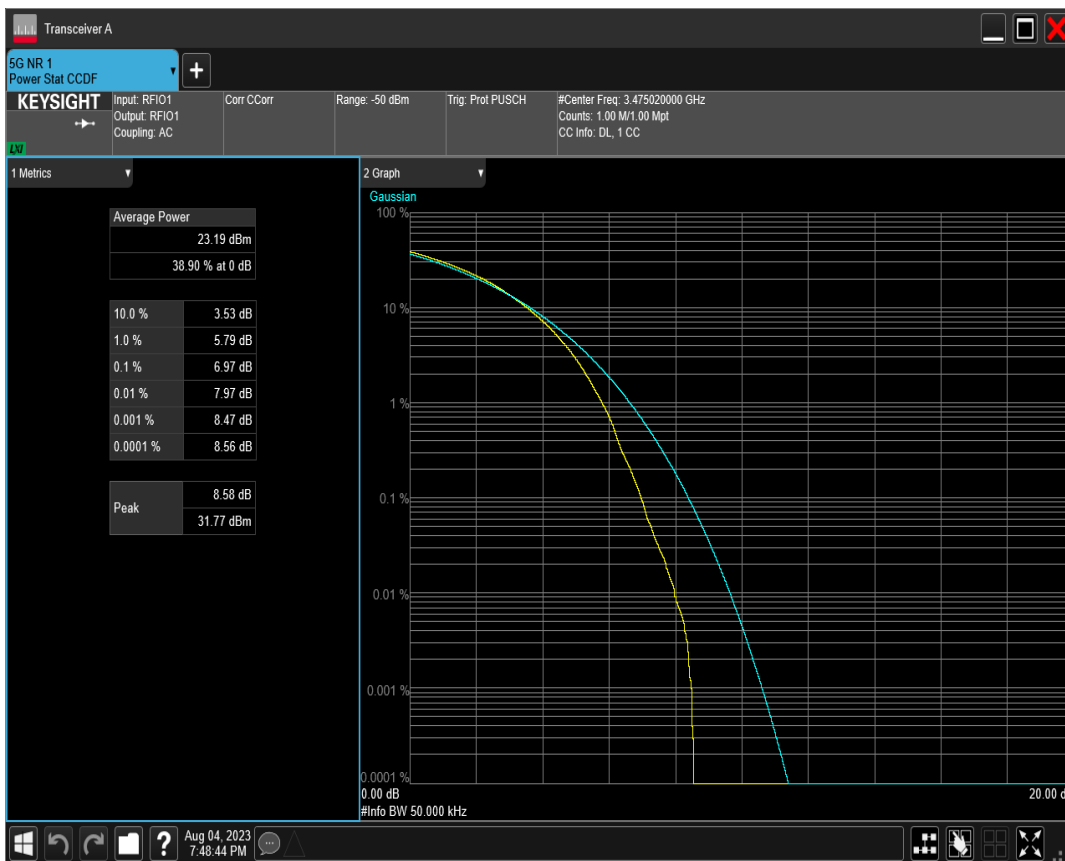 Transceiver A
5G NR 1
Power Stat CCDF
KEYSIGHT
LXI
Input: RFIO1
Output: RFIO1
Coupling: AC
Corr CCorr
Range: -50 dBm
Trig: Prot PUSCH
#Center Freq: 3.475020000 GHz
Counts: 1.00 M/1.00 Mpt
CC Info: DL, 1 CC
1 Metrics
Average Power
23.19 dBm
38.90 % at 0 dB
10.0 % 3.53 dB
1.0 % 5.79 dB
0.1 % 6.97 dB
0.01 % 7.97 dB
0.001 % 8.47 dB
0.0001 % 8.56 dB
Peak
8.58 dB
31.77 dBm
2 Graph
Gaussian
100 %
10 %
1 %
0.1 %
0.01 %
0.001 %
0.0001 %
0.00 dB
20.00 d
#Info BW 50.000 kHz
?
Aug 04, 2023
7:48:44 PM